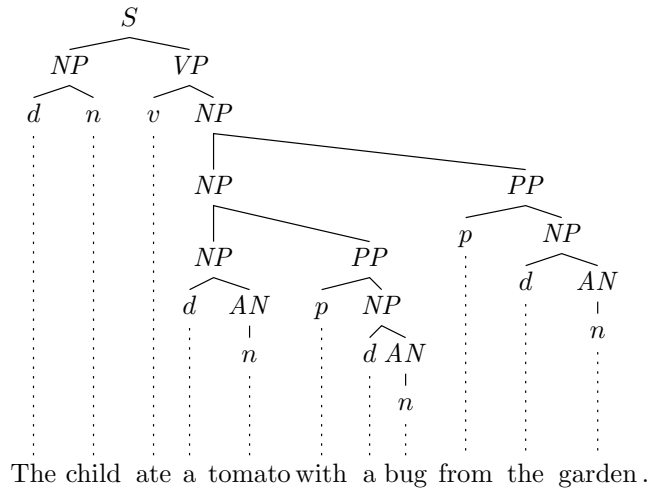 S
NP VP
d n v NP
NP PP
p NP
NP PP
d AN
d AN p NP
n
n d AN
n
The child ate a tomato with a bug from the garden .